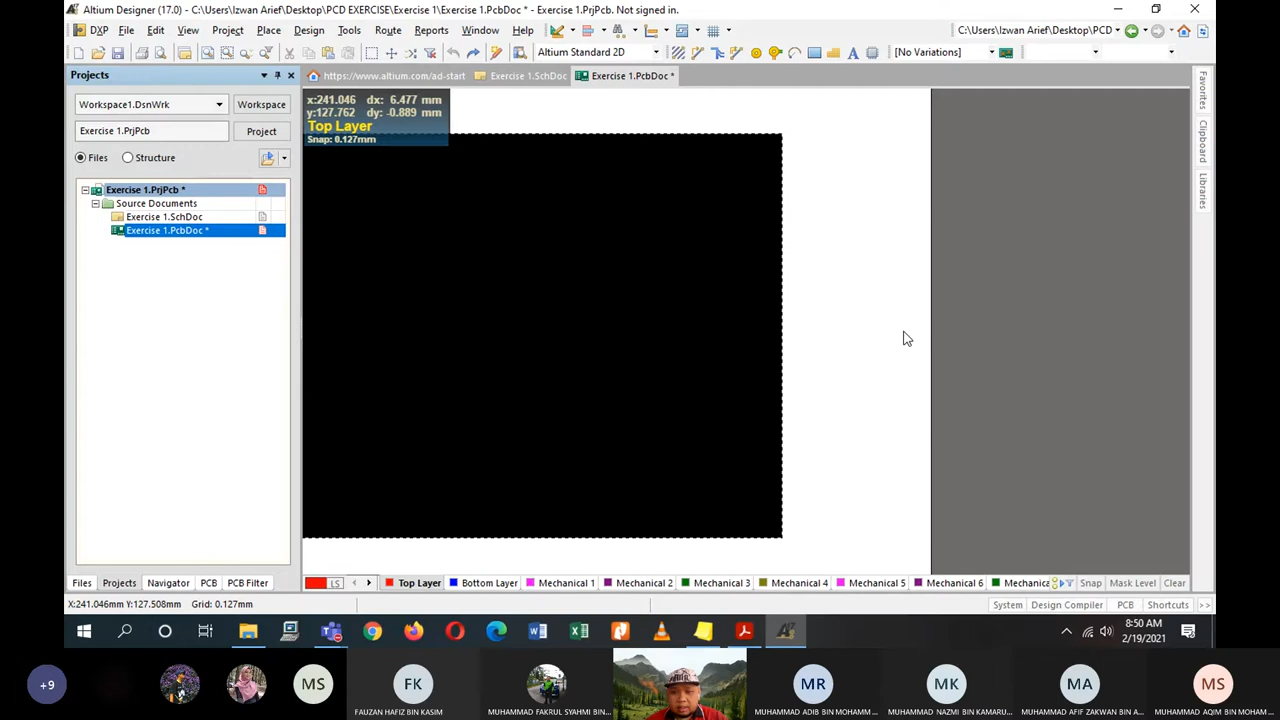 Altium Designer (17.0) - C:\Users\Izwan Arief\Desktop\PCD EXERCISE\Exercise 1\Exercise 1.PcbDoc * - Exercise 1.PrjPcb. Not signed in.
DXP File Edit View Project Place Design Tools Route Reports Window Help C:\Users\Izwan Arief\Desktop\PCD
Altium Standard 2D [No Variations]
Projects https://www.altium.com/ad-start Exercise 1.SchDoc Exercise 1.PcbDoc *
Workspace1.DsnWrk Workspace
Exercise 1.PrjPcb Project
Files Structure
Exercise 1.PrjPcb *
Source Documents
Exercise 1.SchDoc
Exercise 1.PcbDoc *
x:241.046 dx: 6.477 mm
y:127.762 dy: -0.889 mm
Top Layer
Snap: 0.127mm
Favorites
Clipboard
Libraries
Files Projects Navigator PCB PCB Filter
LS Top Layer Bottom Layer Mechanical 1 Mechanical 2 Mechanical 3 Mechanical 4 Mechanical 5 Mechanical 6 Mechanica Snap Mask Level Clear
X:241.046mm Y:127.508mm Grid: 0.127mm System Design Compiler PCB Shortcuts >>
8:50 AM
2/19/2021
+9 MS FK MR MK MA MS
FAUZAN HAFIZ BIN KASIM MUHAMMAD FAKRUL SYAHMI BIN... MUHAMMAD ADIB BIN MOHAMM... MUHAMMAD NAZMI BIN KAMARU... MUHAMMAD AFIF ZAKWAN BIN A... MUHAMMAD AQIM BIN MOHAM...